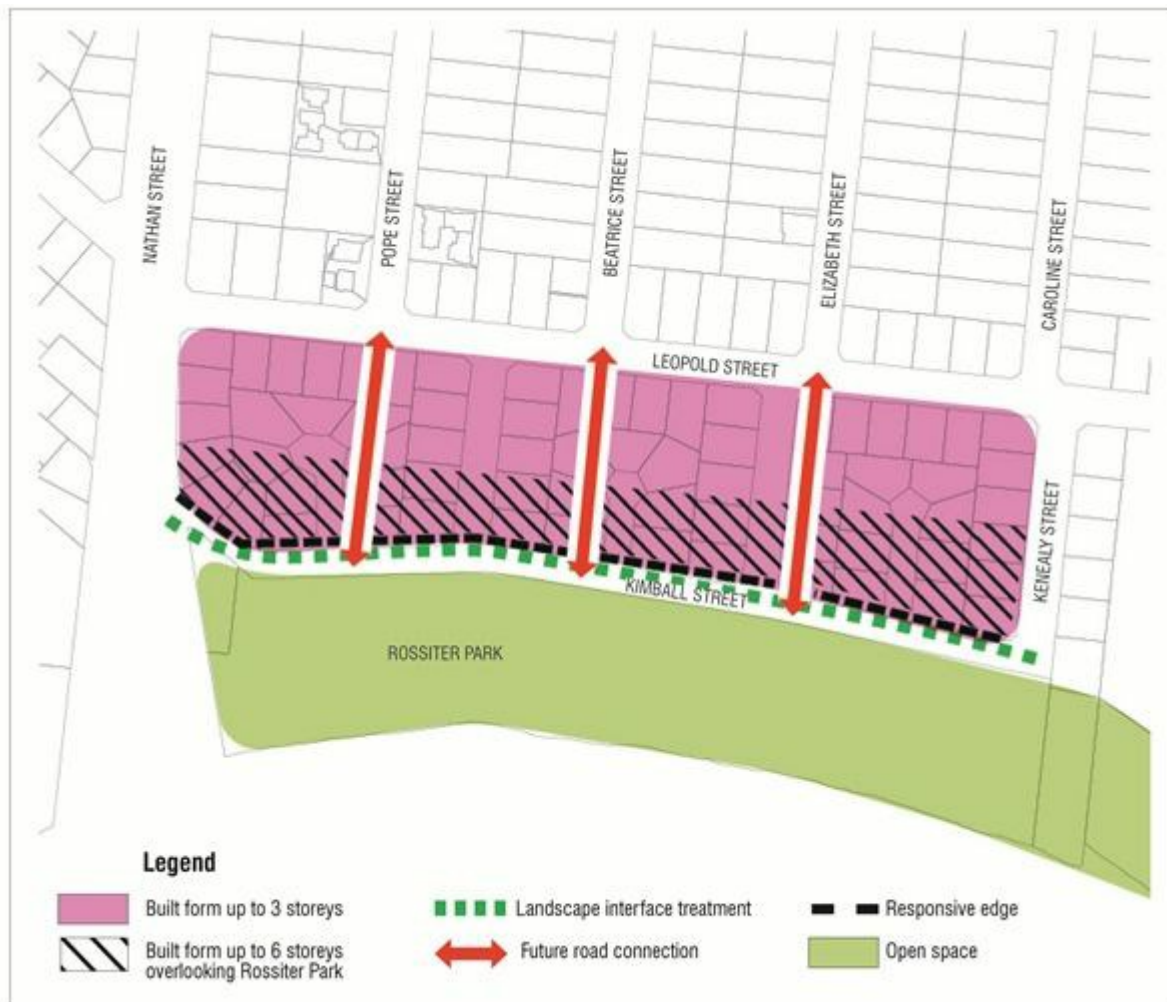 NATHAN STREET
POPE STREET
BEATRICE STREET
ELIZABETH STREET
CAROLINE STREET
LEOPOLD STREET
KENEALY STREET
KIMBALL STREET
ROSSITER PARK
Legend
Built form up to 3 storeys
Built form up to 6 storeys
overlooking Rossiter Park
Landscape interface treatment
Future road connection
Responsive edge
Open space